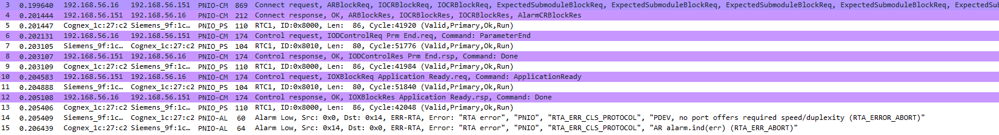 3 0.199640 192.168.56.16 192.168.56.151 PNIO-CM 869 Connect request, ARBlockReq, IOCRBlockReq, IOCRBlockReq, ExpectedSubmoduleBlockReq, ExpectedSubmoduleBlockReq, ExpectedSubmoduleBlockReq, ExpectedSubmoduleBlockReq, ExpectedSu
4 0.201444 192.168.56.151 192.168.56.16 PNIO-CM 212 Connect response, OK, ARBlockRes, IOCRBlockRes, IOCRBlockRes, AlarmCRBlockRes
5 0.201447 Cognex_1c:27:c2 Siemens_9f:1c… PNIO_PS 110 RTC1, ID:0x8000, Len: 86, Cycle:41920 (Valid,Primary,Ok,Run)
6 0.202131 192.168.56.16 192.168.56.151 PNIO-CM 174 Control request, IODControlReq Prm End.req, Command: ParameterEnd
7 0.203105 Siemens_9f:1c… Cognex_1c:27:c2 PNIO_PS 104 RTC1, ID:0x8010, Len: 80, Cycle:51776 (Valid,Primary,Ok,Run)
8 0.203107 192.168.56.151 192.168.56.16 PNIO-CM 174 Control response, OK, IODControlRes Prm End.rsp, Command: Done
9 0.203109 Cognex_1c:27:c2 Siemens_9f:1c… PNIO_PS 110 RTC1, ID:0x8000, Len: 86, Cycle:41984 (Valid,Primary,Ok,Run)
10 0.204583 192.168.56.151 192.168.56.16 PNIO-CM 174 Control request, IOXBlockReq Application Ready.req, Command: ApplicationReady
11 0.204888 Siemens_9f:1c… Cognex_1c:27:c2 PNIO_PS 104 RTC1, ID:0x8010, Len: 80, Cycle:51840 (Valid,Primary,Ok,Run)
12 0.205108 192.168.56.16 192.168.56.151 PNIO-CM 174 Control response, OK, IOXBlockRes Application Ready.rsp, Command: Done
13 0.205406 Cognex_1c:27:c2 Siemens_9f:1c… PNIO_PS 110 RTC1, ID:0x8000, Len: 86, Cycle:42048 (Valid,Primary,Ok,Run)
14 0.205409 Siemens_9f:1c… Cognex_1c:27:c2 PNIO-AL 60 Alarm Low, Src: 0x0, Dst: 0x14, ERR-RTA, Error: "RTA error", "PNIO", "RTA_ERR_CLS_PROTOCOL", "PDEV, no port offers required speed/duplexity (RTA_ERROR_ABORT)"
15 0.206439 Cognex_1c:27:c2 Siemens_9f:1c… PNIO-AL 64 Alarm Low, Src: 0x14, Dst: 0x0, ERR-RTA, Error: "RTA error", "PNIO", "RTA_ERR_CLS_PROTOCOL", "AR alarm.ind(err) (RTA_ERR_ABORT)"